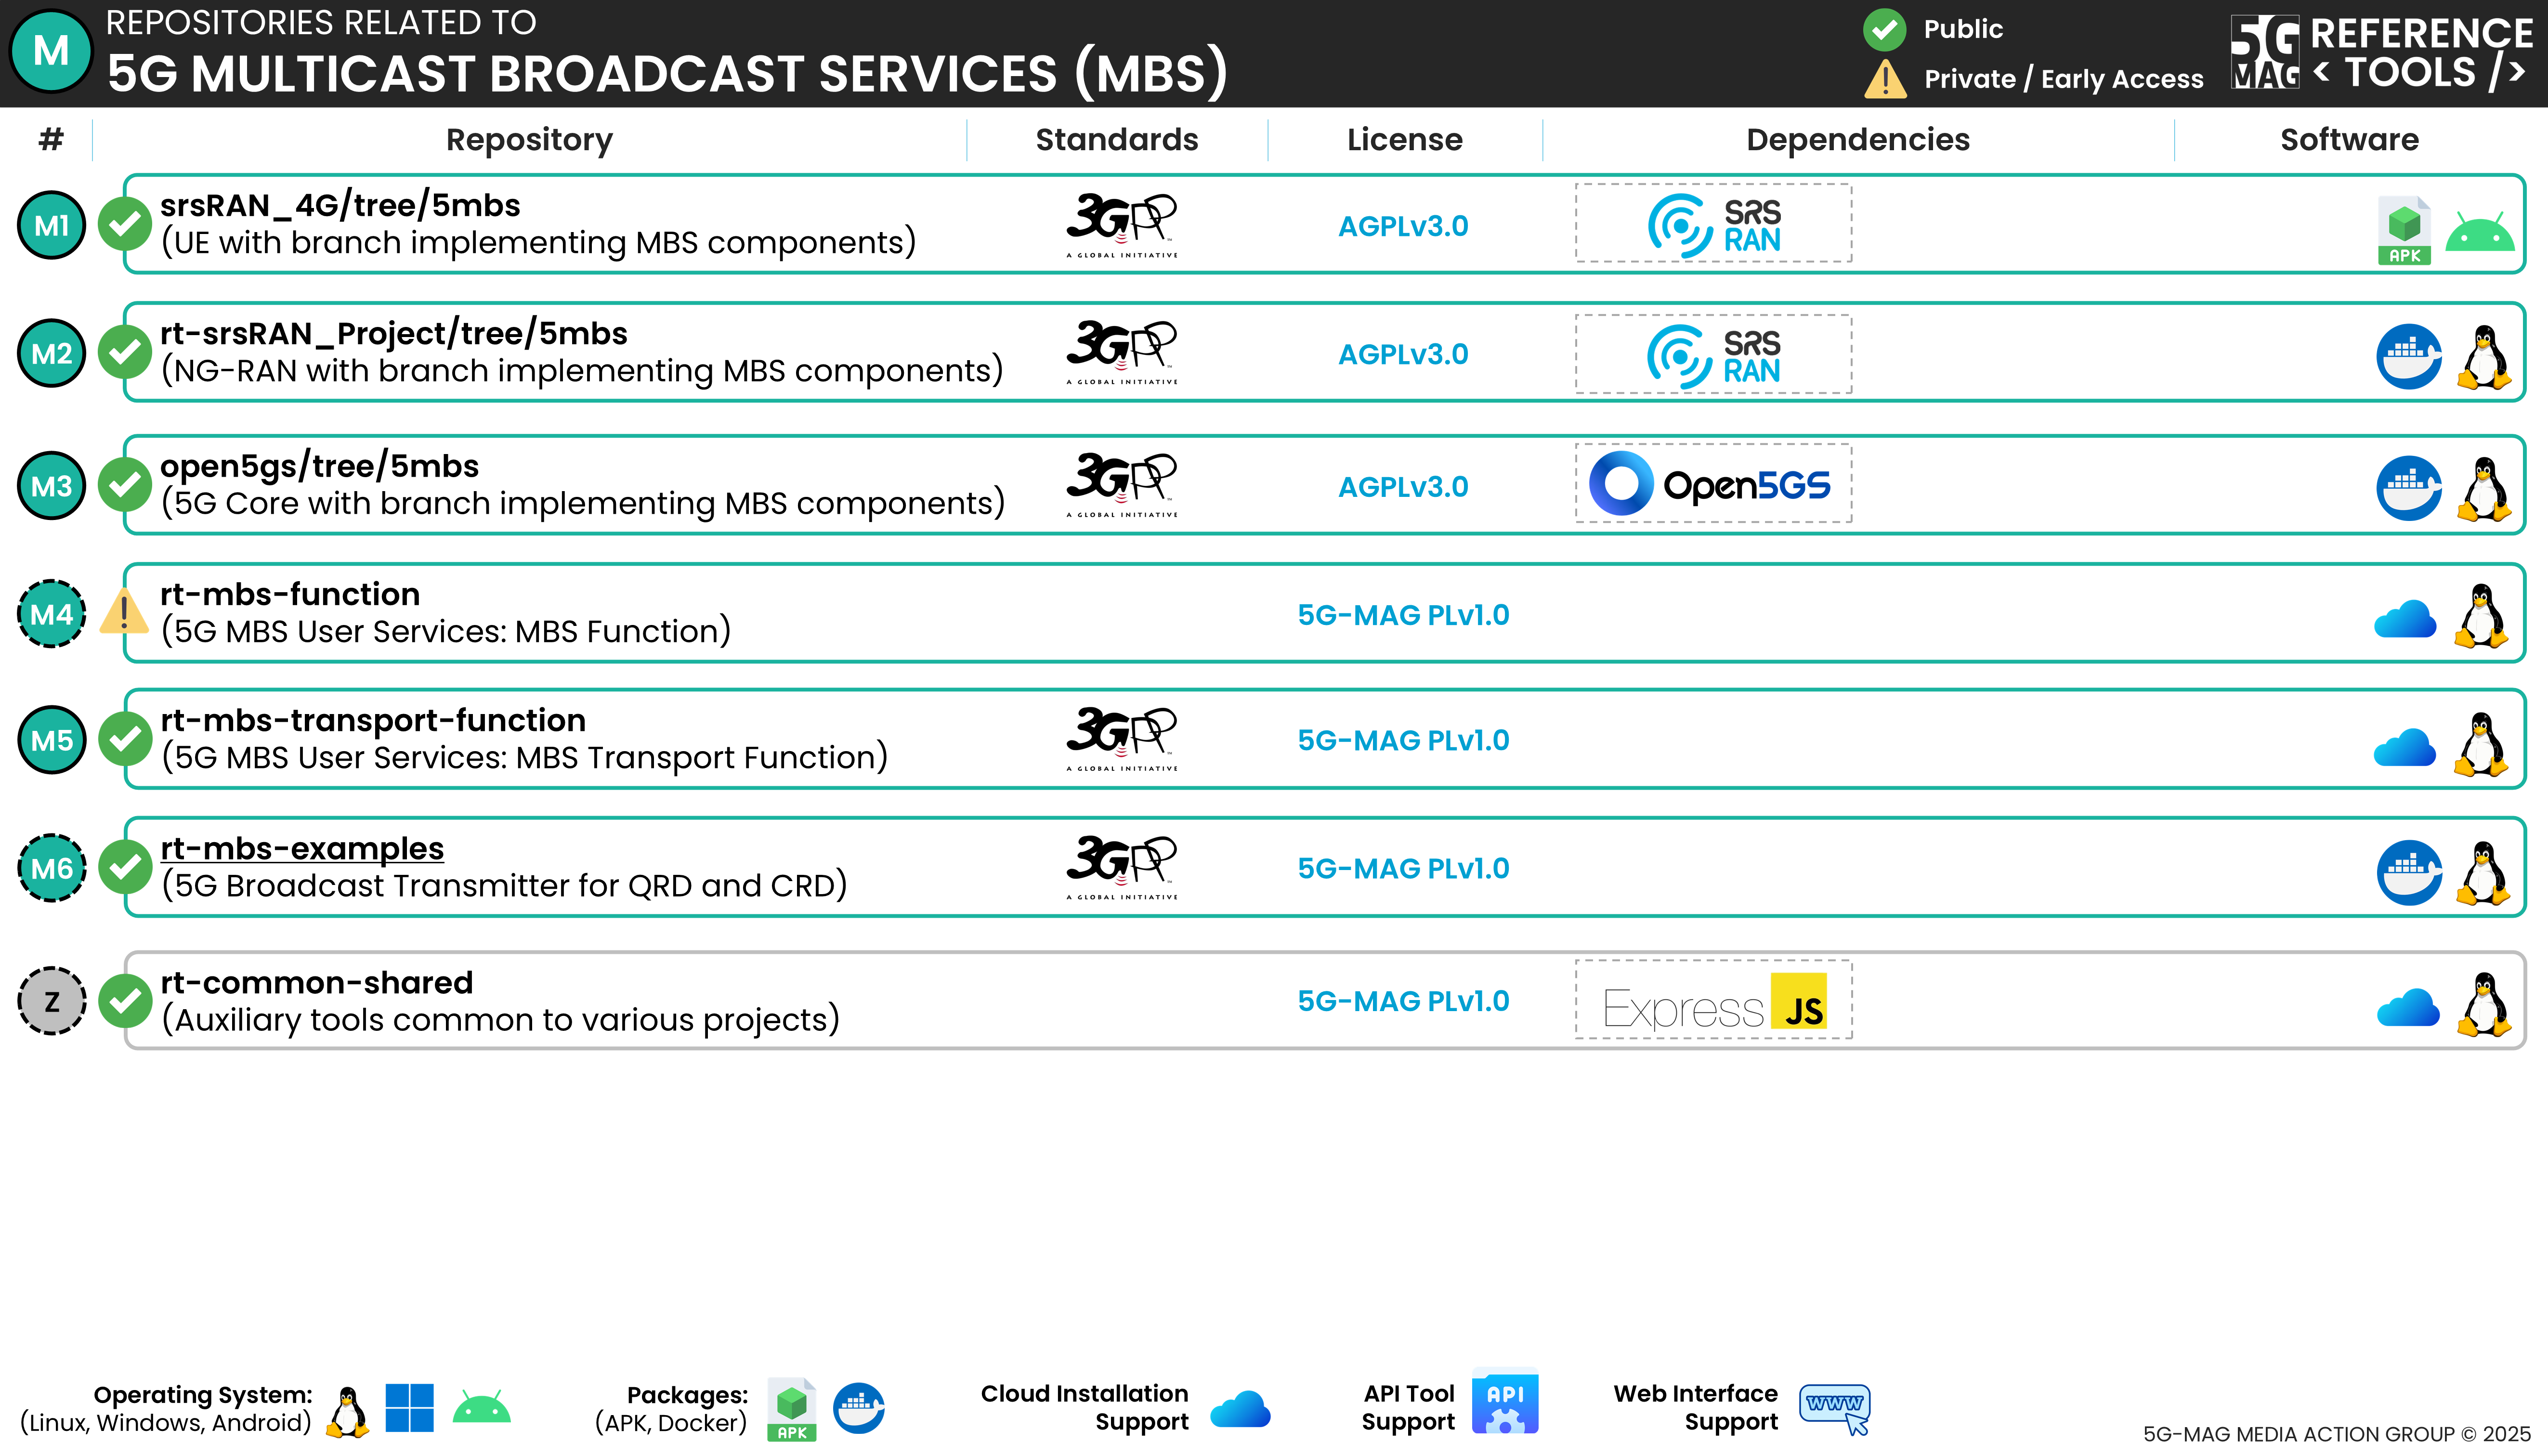 M
REPOSITORIES RELATED TO
5G MULTICAST BROADCAST SERVICES (MBS)
Public
Private / Early Access
5G MAG
REFERENCE
< TOOLS />
# Repository Standards License Dependencies Software
M1
srsRAN_4G/tree/5mbs
(UE with branch implementing MBS components)
3GPP
A GLOBAL INITIATIVE
AGPLv3.0
SRS
RAN
APK
M2
rt-srsRAN_Project/tree/5mbs
(NG-RAN with branch implementing MBS components)
3GPP
A GLOBAL INITIATIVE
AGPLv3.0
SRS
RAN
M3
open5gs/tree/5mbs
(5G Core with branch implementing MBS components)
3GPP
A GLOBAL INITIATIVE
AGPLv3.0
Open5GS
M4
rt-mbs-function
(5G MBS User Services: MBS Function)
5G-MAG PLv1.0
M5
rt-mbs-transport-function
(5G MBS User Services: MBS Transport Function)
3GPP
A GLOBAL INITIATIVE
5G-MAG PLv1.0
M6
rt-mbs-examples
(5G Broadcast Transmitter for QRD and CRD)
3GPP
A GLOBAL INITIATIVE
5G-MAG PLv1.0
Z
rt-common-shared
(Auxiliary tools common to various projects)
5G-MAG PLv1.0
Express JS
Operating System:
(Linux, Windows, Android)
Packages:
(APK, Docker)
APK
Cloud Installation
Support
API Tool
Support
API
Web Interface
Support
WWW
5G-MAG MEDIA ACTION GROUP © 2025